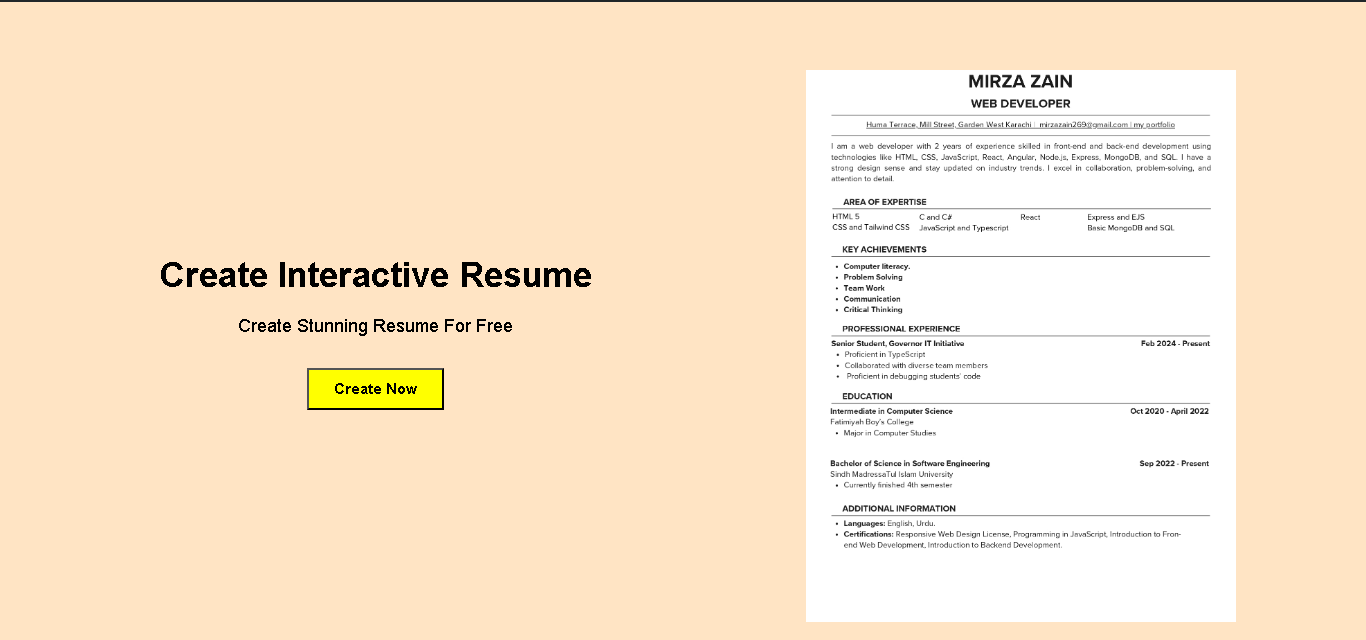 Create Interactive Resume
Create Stunning Resume For Free
Create Now
MIRZA ZAIN
WEB DEVELOPER
Huma Terrace, Mill Street, Garden West Karachi | mirzazain269@gmail.com | my portfolio
I am a web developer with 2 years of experience skilled in front-end and back-end development using
technologies like HTML, CSS, JavaScript, React, Angular, Node.js, Express, MongoDB, and SQL. I have a
strong design sense and stay updated on industry trends. I excel in collaboration, problem-solving, and
attention to detail.
AREA OF EXPERTISE
HTML 5 C and C# React Express and EJS
CSS and Tailwind CSS JavaScript and Typescript Basic MongoDB and SQL
KEY ACHIEVEMENTS
• Computer literacy.
• Problem Solving
• Team Work
• Communication
• Critical Thinking
PROFESSIONAL EXPERIENCE
Senior Student, Governor IT Initiative Feb 2024 - Present
• Proficient in TypeScript
• Collaborated with diverse team members
• Proficient in debugging students' code
EDUCATION
Intermediate in Computer Science Oct 2020 - April 2022
Fatimiyah Boy's College
• Major in Computer Studies
Bachelor of Science in Software Engineering Sep 2022 - Present
Sindh MadressaTul Islam University
• Currently finished 4th semester
ADDITIONAL INFORMATION
• Languages: English, Urdu.
• Certifications: Responsive Web Design License, Programming in JavaScript, Introduction to Fron-
end Web Development, Introduction to Backend Development.